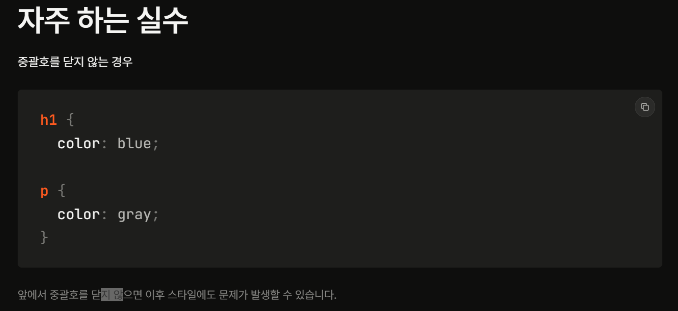 자주 하는 실수
중괄호를 닫지 않는 경우
h1 {
  color: blue;
p {
  color: gray;
}
앞에서 중괄호를 닫지 않으면 이후 스타일에도 문제가 발생할 수 있습니다.